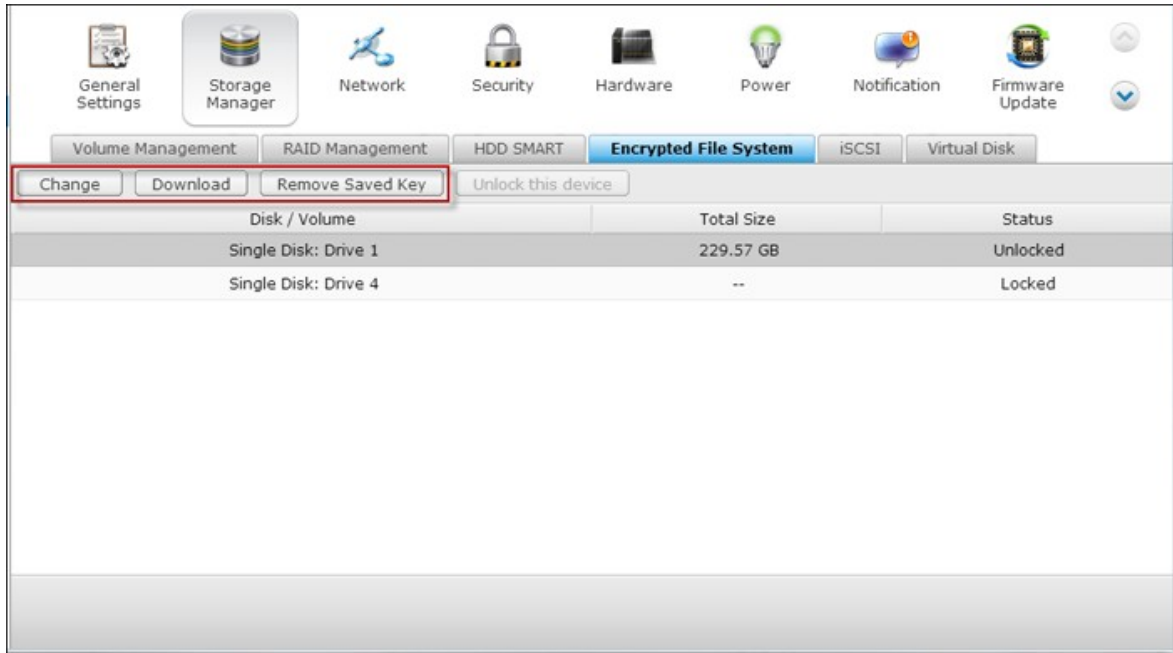 General Settings
Storage Manager
Network
Security
Hardware
Power
Notification
Firmware Update
Volume Management
RAID Management
HDD SMART
Encrypted File System
iSCSI
Virtual Disk
Change
Download
Remove Saved Key
Unlock this device
Disk / Volume Total Size Status
Single Disk: Drive 1 229.57 GB Unlocked
Single Disk: Drive 4 -- Locked